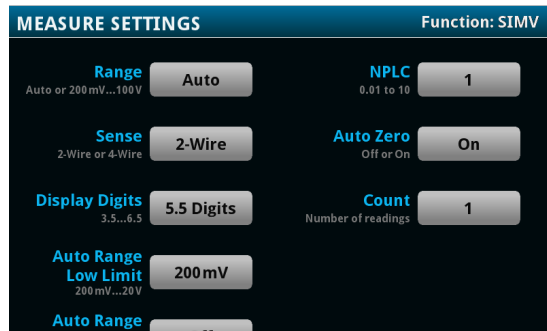 MEASURE SETTINGS
Function: SIMV
Range
Auto or 200mV...100V
Auto
NPLC
0.01 to 10
1
Sense
2-Wire or 4-Wire
2-Wire
Auto Zero
Off or On
On
Display Digits
3.5...6.5
5.5 Digits
Count
Number of readings
1
Auto Range
Low Limit
200mV...20V
200mV
Auto Range